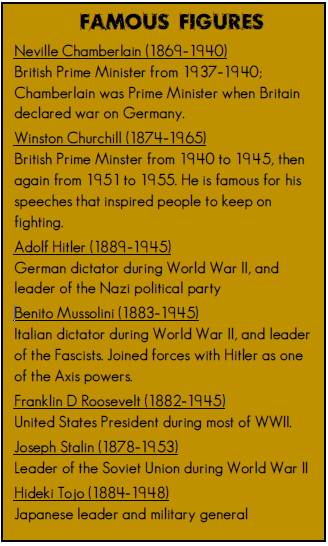 FAMOUS FIGURES
Neville Chamberlain (1869-1940)
British Prime Minister from 1937-1940;
Chamberlain was Prime Minister when Britain
declared war on Germany.
Winston Churchill (1874-1965)
British Prime Minster from 1940 to 1945, then
again from 1951 to 1955. He is famous for his
speeches that inspired people to keep on
fighting.
Adolf Hitler (1889-1945)
German dictator during World War II, and
leader of the Nazi political party
Benito Mussolini (1883-1945)
Italian dictator during World War II, and leader
of the Fascists. Joined forces with Hitler as one
of the Axis powers.
Franklin D Roosevelt (1882-1945)
United States President during most of WWII.
Joseph Stalin (1878-1953)
Leader of the Soviet Union during World War II
Hideki Tojo (1884-1948)
Japanese leader and military general